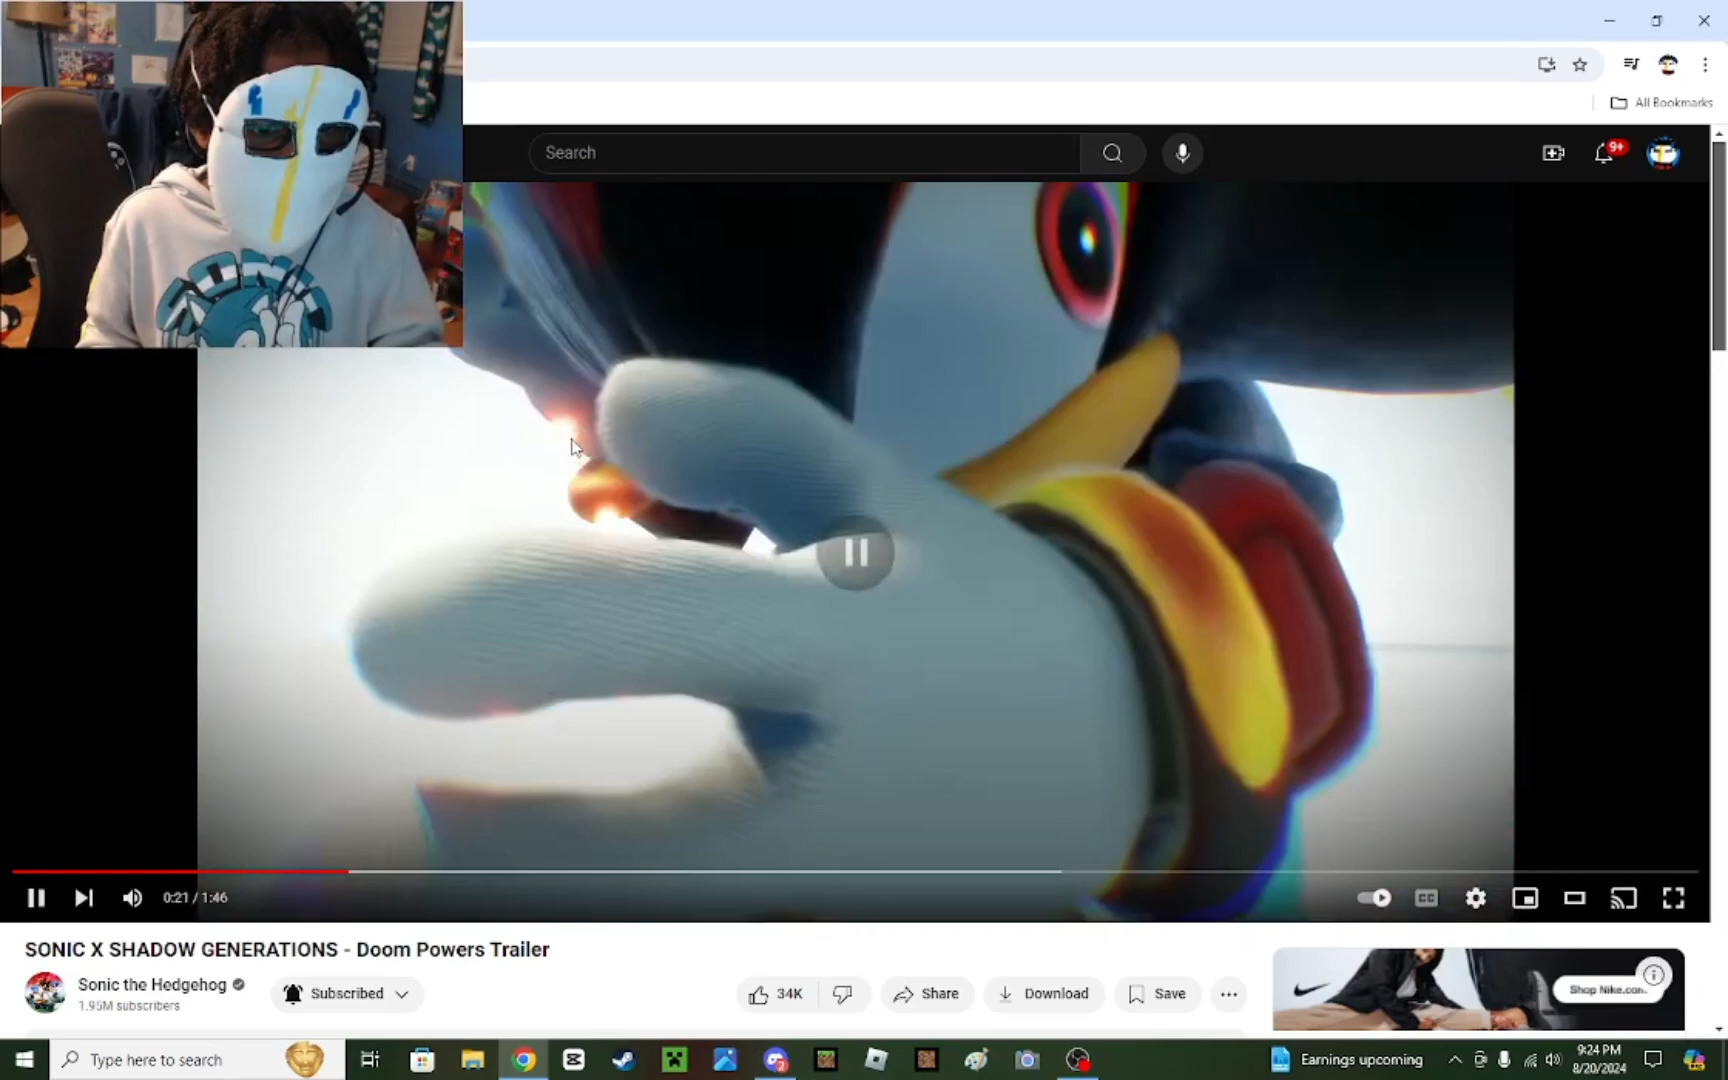 All Bookmarks
Search
9+
SONIC
0:21 / 1:46
CC
SONIC X SHADOW GENERATIONS - Doom Powers Trailer
Sonic the Hedgehog
1.95M subscribers
Subscribed
34K
Share
Download
Save
Shop Nike.com
Type here to search
Earnings upcoming
9:24 PM
8/20/2024